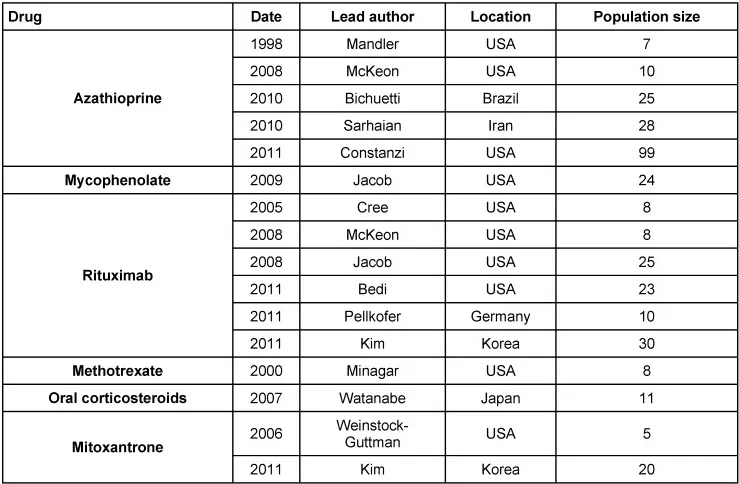 Drug Date Lead author Location Population size
Azathioprine 1998 Mandler USA 7
2008 McKeon USA 10
2010 Bichuetti Brazil 25
2010 Sarhaian Iran 28
2011 Constanzi USA 99
Mycophenolate 2009 Jacob USA 24
Rituximab 2005 Cree USA 8
2008 McKeon USA 8
2008 Jacob USA 25
2011 Bedi USA 23
2011 Pellkofer Germany 10
2011 Kim Korea 30
Methotrexate 2000 Minagar USA 8
Oral corticosteroids 2007 Watanabe Japan 11
Mitoxantrone 2006 Weinstock-
Guttman USA 5
2011 Kim Korea 20